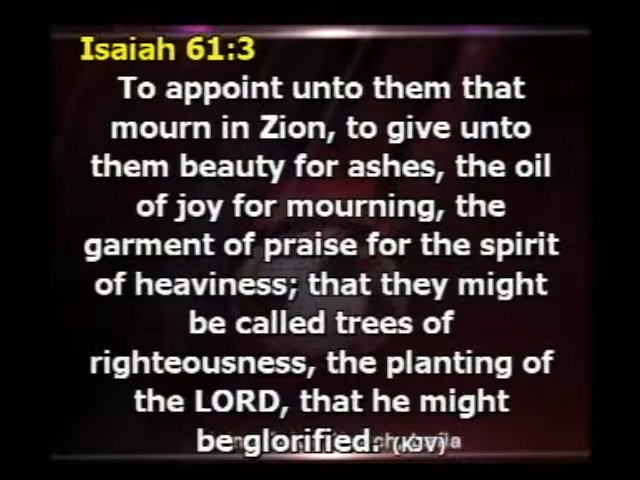 Isaiah 61:3
To appoint unto them that
mourn in Zion, to give unto
them beauty for ashes, the oil
of joy for mourning, the
garment of praise for the spirit
of heaviness; that they might
be called trees of
righteousness, the planting of
the LORD, that he might
be glorified. (KJV)